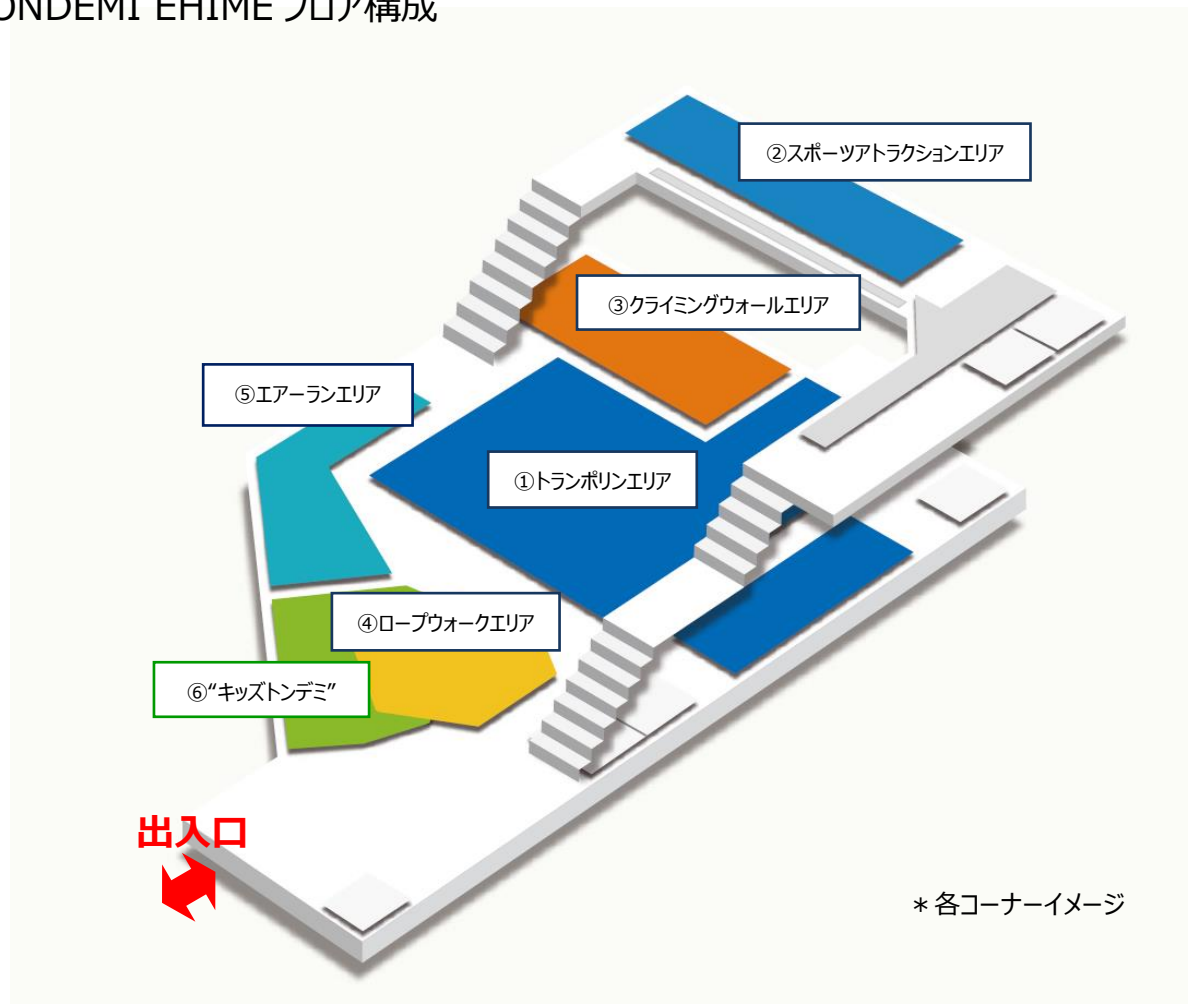 ONDEMI EHIME フロア構成
②スポーツアトラクションエリア
③クライミングウォールエリア
⑤エアーランエリア
①トランポリンエリア
④ロープウォークエリア
⑥“キッズトンデミ”
出入口
＊各コーナーイメージ